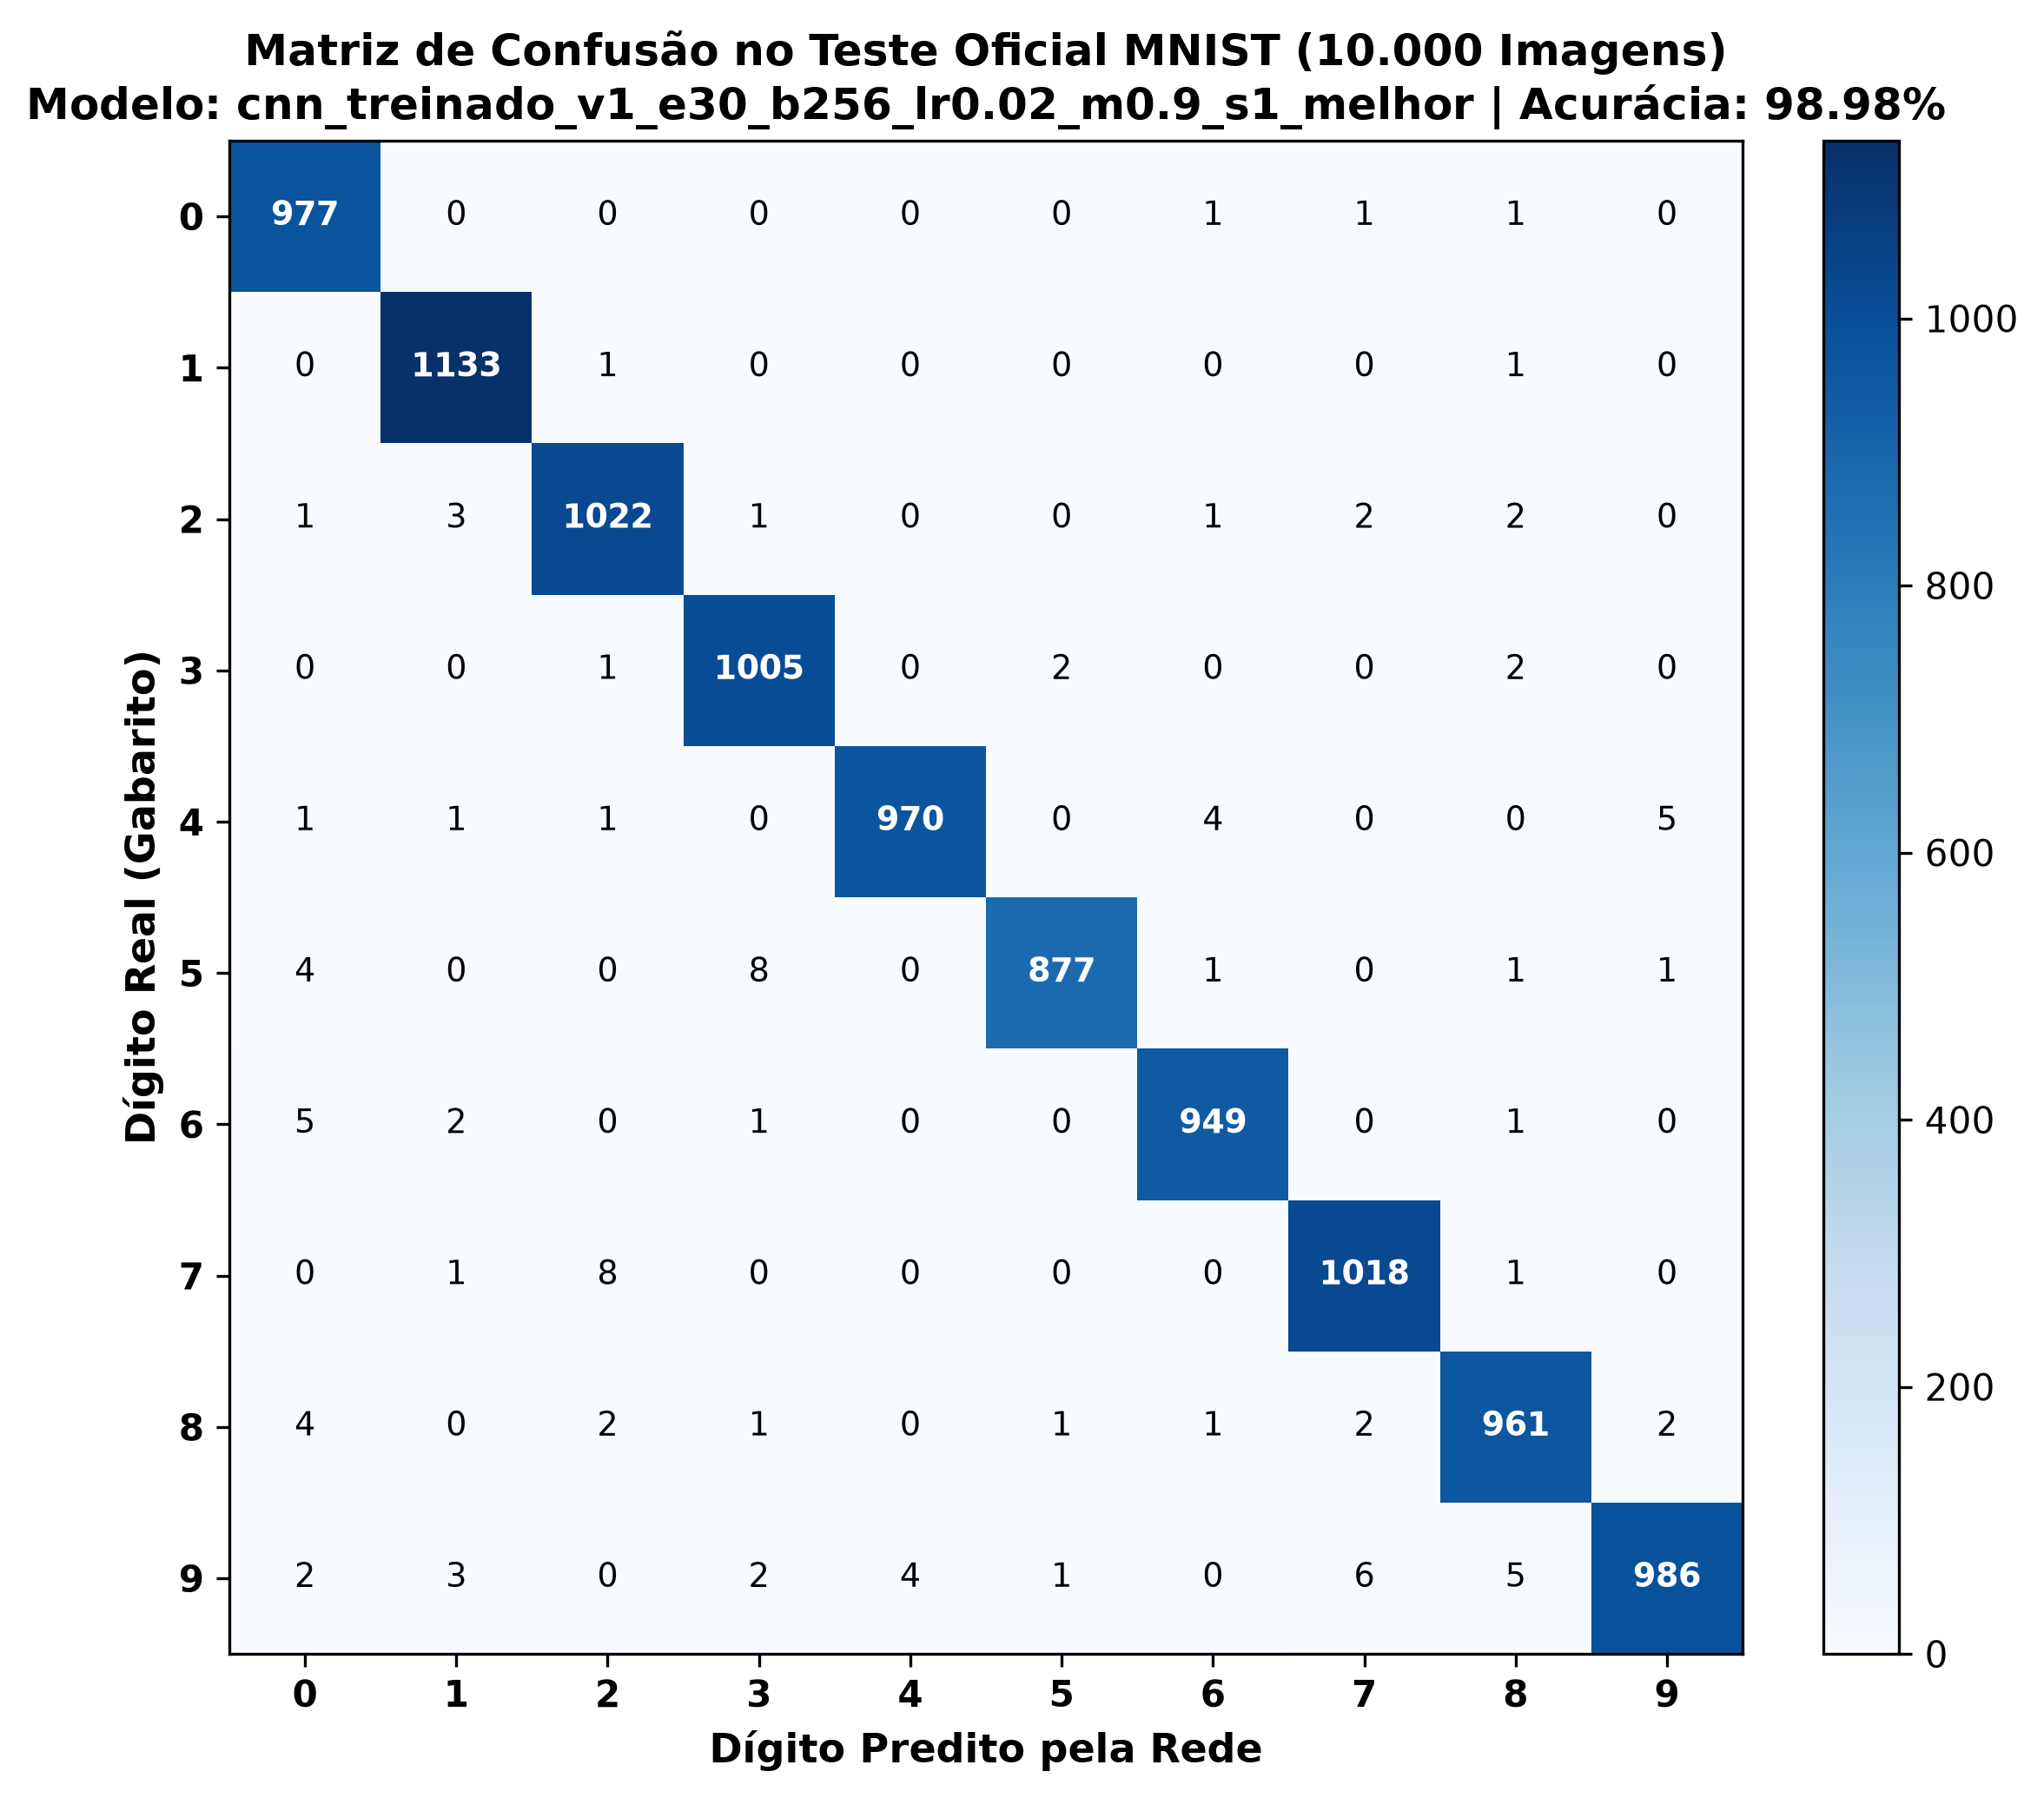 Matriz de Confusão no Teste Oficial MNIST (10.000 Imagens)
Modelo: cnn_treinado_v1_e30_b256_lr0.02_m0.9_s1_melhor | Acurácia: 98.98%
0 977 0 0 0 0 0 1 1 1 0
1 0 1133 1 0 0 0 0 0 1 0
2 1 3 1022 1 0 0 1 2 2 0
3 0 0 1 1005 0 2 0 0 2 0
4 1 1 1 0 970 0 4 0 0 5
5 4 0 0 8 0 877 1 0 1 1
6 5 2 0 1 0 0 949 0 1 0
7 0 1 8 0 0 0 0 1018 1 0
8 4 0 2 1 0 1 1 2 961 2
9 2 3 0 2 4 1 0 6 5 986
0 1 2 3 4 5 6 7 8 9
Dígito Predito pela Rede
Dígito Real (Gabarito)
1000
800
600
400
200
0